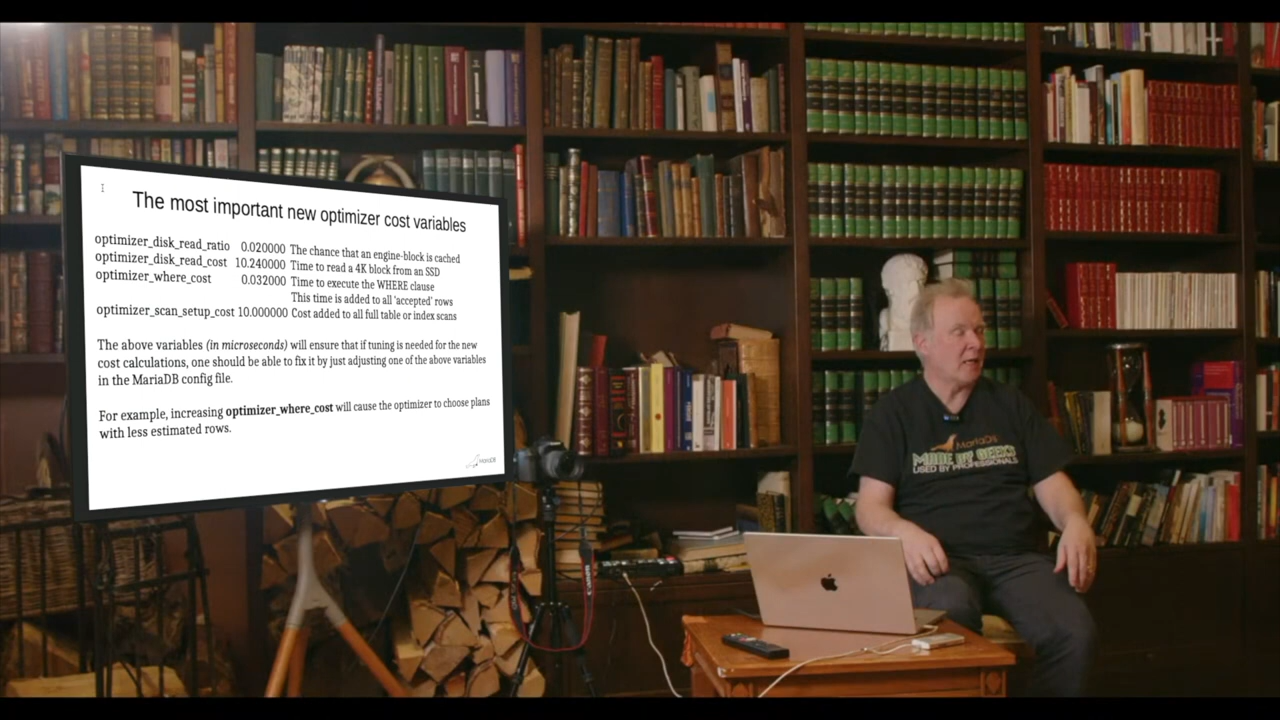 The most important new optimizer cost variables
optimizer_disk_read_ratio 0.020000 The chance that an engine-block is cached
optimizer_disk_read_cost 10.240000 Time to read a 4K block from an SSD
optimizer_where_cost 0.032000 Time to execute the WHERE clause
This time is added to all 'accepted' rows
optimizer_scan_setup_cost 10.000000 Cost added to all full table or index scans
The above variables (in microseconds) will ensure that if tuning is needed for the new
cost calculations, one should be able to fix it by just adjusting one of the above variables
in the MariaDB config file.
For example, increasing optimizer_where_cost will cause the optimizer to choose plans
with less estimated rows.
MariaDB
MariaDB
MADE BY GEEKS
USED BY PROFESSIONALS